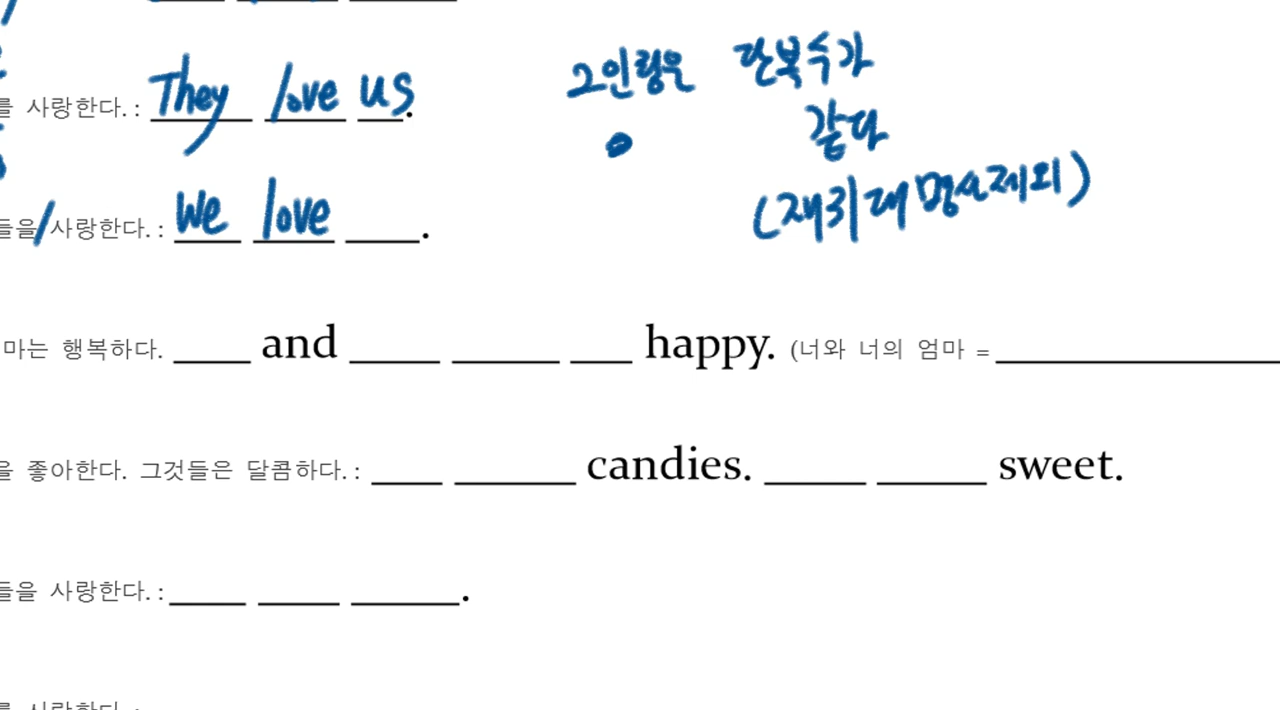 를 사랑한다. : They love us.
2인칭은 단복수가
같다
(재귀대명사제외)
들을/사랑한다. : We love ____.
마는 행복하다. ____ and ____ ____ ____ happy. (너와 너의 엄마 = ____
을 좋아한다. 그것들은 달콤하다. : ____ ____ candies. ____ ____ sweet.
들을 사랑한다. : ____ ____ ____.
를 사랑한다. :